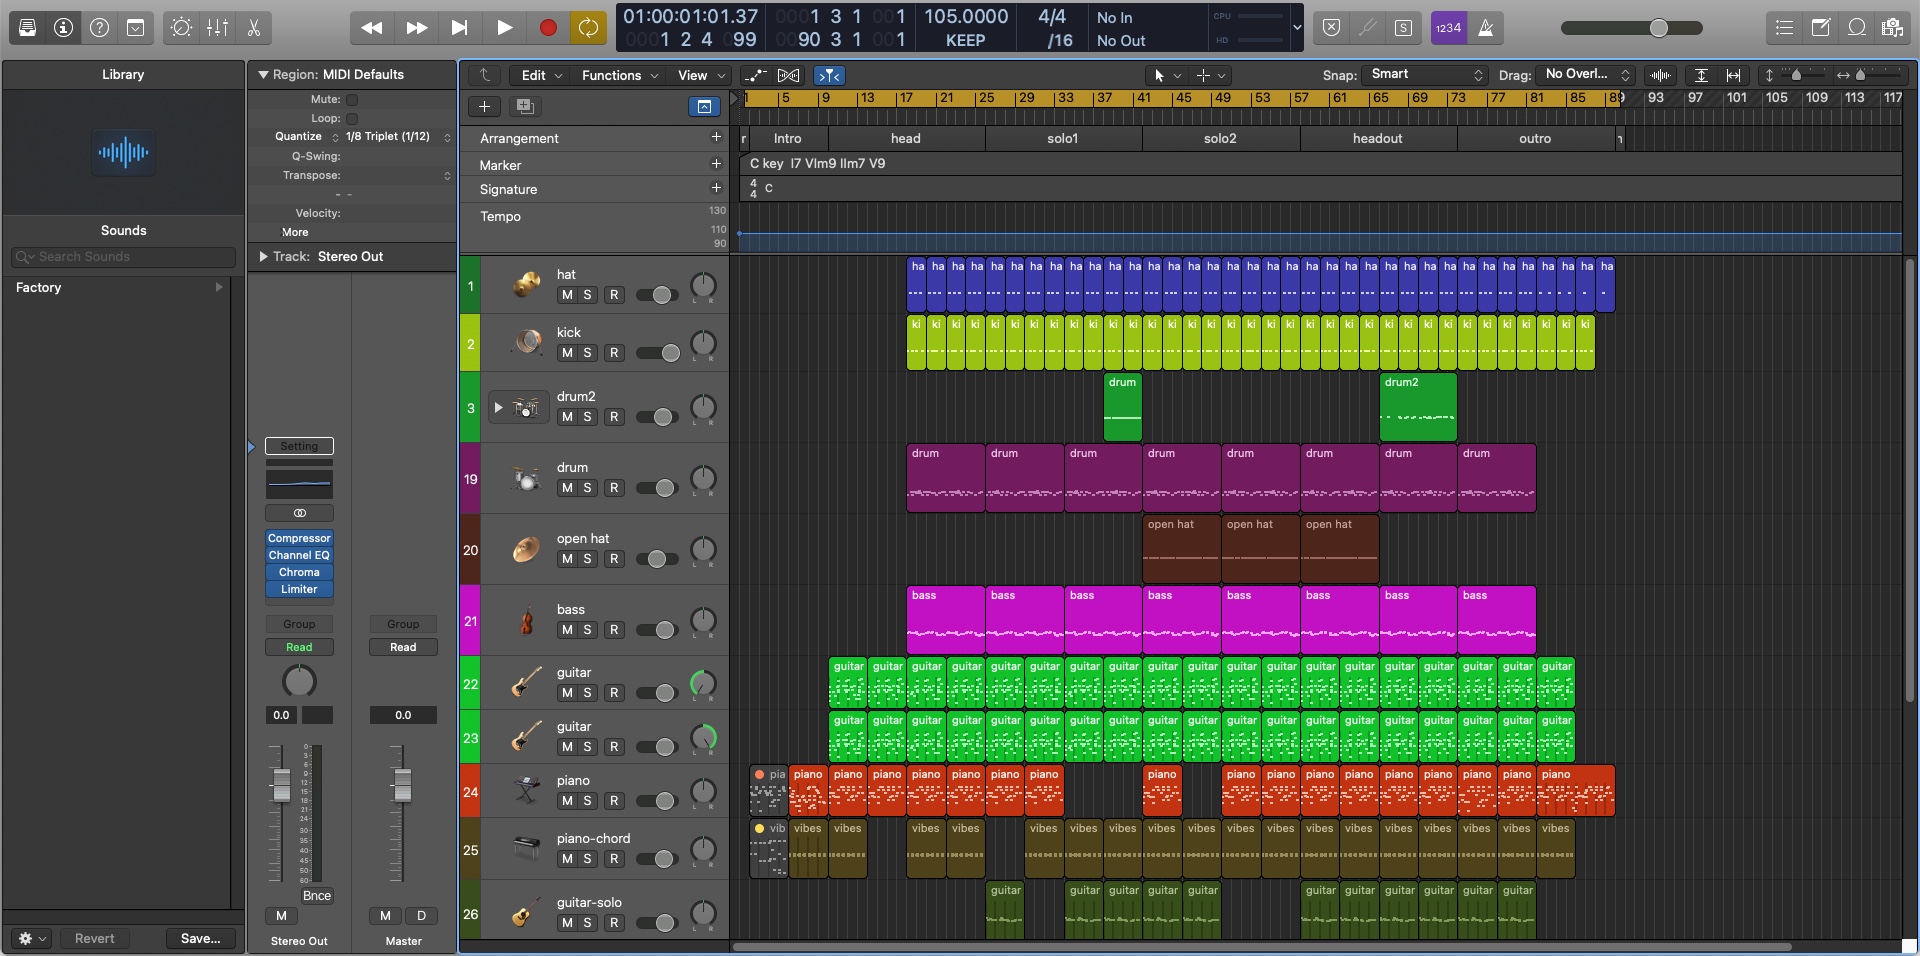 01:00:01:01.37
0001 2 4 099
0001 3 1 001
0090 3 1 001
105.0000
KEEP
4/4
/16
No In
No Out
CPU
HD
S
1234
Library
Sounds
Search Sounds
Factory
Revert
Save...
Region: MIDI Defaults
Mute:
Loop:
Quantize 1/8 Triplet (1/12)
Q-Swing:
Transpose:
- -
Velocity:
More
Track: Stereo Out
Setting
Compressor
Channel EQ
Chroma
Limiter
Group Group
Read Read
0.0 0.0
Bnce
M M D
Stereo Out Master
Edit Functions View
Snap: Smart
Drag: No Overl...
1 5 9 13 17 21 25 29 33 37 41 45 49 53 57 61 65 69 73 77 81 85 89 93 97 101 105 109 113 117
Arrangement
r Intro head solo1 solo2 headout outro
Marker
C key I7 VIm9 IIm7 V9
Signature
4/4 C
Tempo
130
110
90
1 hat
M S R L R
ha ha ha ha ha ha ha ha ha ha ha ha ha ha ha ha ha ha ha ha ha ha ha ha ha ha ha ha ha ha ha ha ha ha ha ha
2 kick
M S R L R
ki ki ki ki ki ki ki ki ki ki ki ki ki ki ki ki ki ki ki ki ki ki ki ki ki ki ki ki ki ki ki ki ki ki ki
3 drum2
M S R L R
drum drum2
19 drum
M S R L R
drum drum drum drum drum drum drum drum
20 open hat
M S R L R
open hat open hat open hat
21 bass
M S R L R
bass bass bass bass bass bass bass bass
22 guitar
M S R L R
guitar guitar guitar guitar guitar guitar guitar guitar guitar guitar guitar guitar guitar guitar guitar guitar guitar guitar guitar
23 guitar
M S R L R
guitar guitar guitar guitar guitar guitar guitar guitar guitar guitar guitar guitar guitar guitar guitar guitar guitar guitar guitar
24 piano
M S R L R
pia piano piano piano piano piano piano piano piano piano piano piano piano piano piano piano piano piano
25 piano-chord
M S R L R
vib vibes vibes vibes vibes vibes vibes vibes vibes vibes vibes vibes vibes vibes vibes vibes vibes vibes vibes
26 guitar-solo
M S R L R
guitar guitar guitar guitar guitar guitar guitar guitar guitar guitar guitar